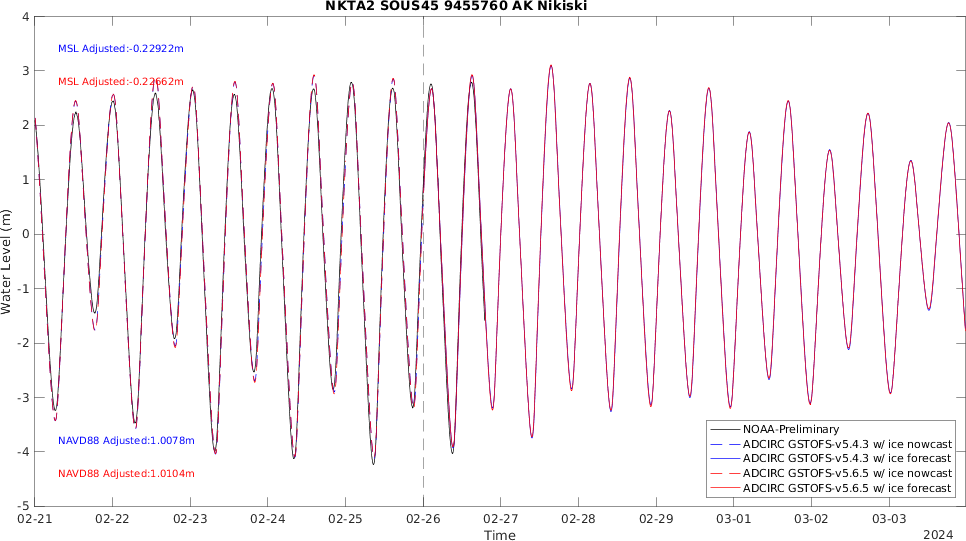 NKTA2 SOUS45 9455760 AK Nikiski
4
3
2
1
0
-1
-2
-3
-4
-5
Water Level (m)
MSL Adjusted:-0.22922m
MSL Adjusted:-0.22662m
NAVD88 Adjusted:1.0078m
NAVD88 Adjusted:1.0104m
NOAA-Preliminary
ADCIRC GSTOFS-v5.4.3 w/ ice nowcast
ADCIRC GSTOFS-v5.4.3 w/ ice forecast
ADCIRC GSTOFS-v5.6.5 w/ ice nowcast
ADCIRC GSTOFS-v5.6.5 w/ ice forecast
02-21 02-22 02-23 02-24 02-25 02-26 02-27 02-28 02-29 03-01 03-02 03-03
Time
2024